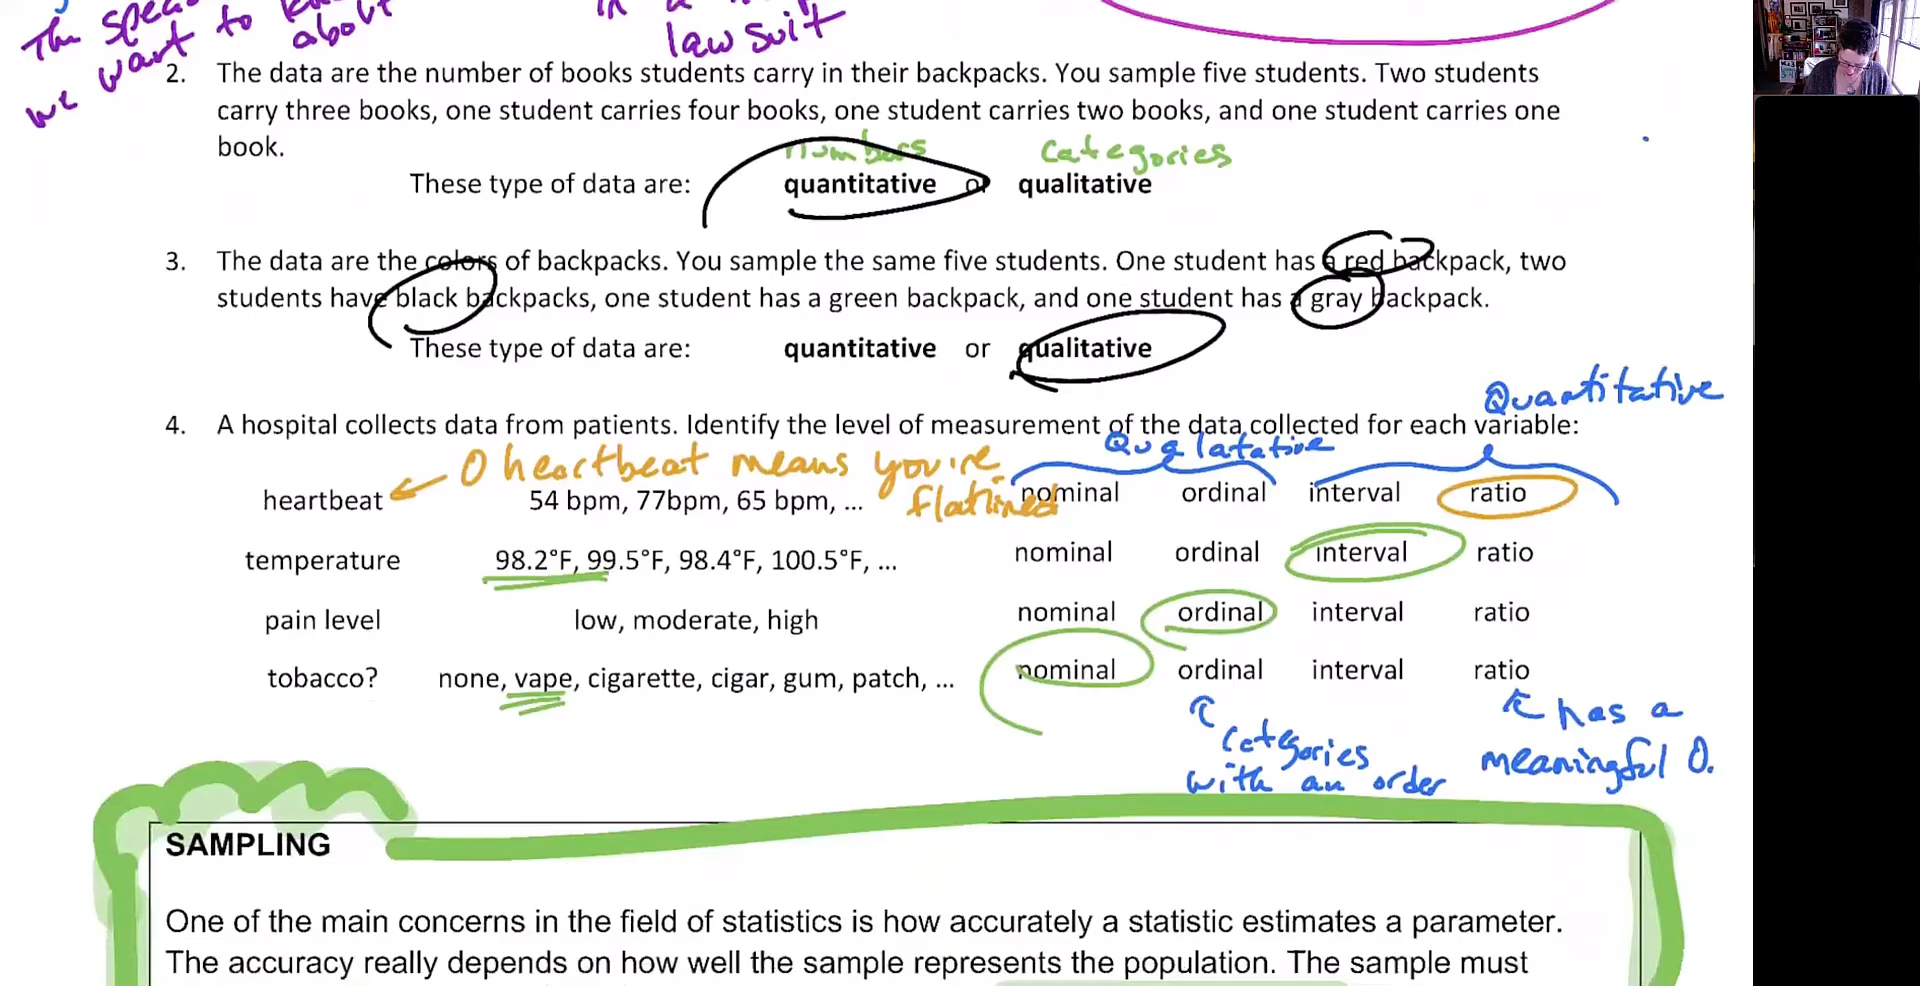 The
want to
about
we
in a
lawsuit
2. The data are the number of books students carry in their backpacks. You sample five students. Two students
carry three books, one student carries four books, one student carries two books, and one student carries one
book.
numbers categories
These type of data are: quantitative or qualitative
3. The data are the colors of backpacks. You sample the same five students. One student has a red backpack, two
students have black backpacks, one student has a green backpack, and one student has a gray backpack.
These type of data are: quantitative or qualitative
Quantitative
4. A hospital collects data from patients. Identify the level of measurement of the data collected for each variable:
Qualatative
0 heartbeat means you're
flatlined
heartbeat 54 bpm, 77bpm, 65 bpm, ... nominal ordinal interval ratio
temperature 98.2°F, 99.5°F, 98.4°F, 100.5°F, ... nominal ordinal interval ratio
pain level low, moderate, high nominal ordinal interval ratio
tobacco? none, vape, cigarette, cigar, gum, patch, ... nominal ordinal interval ratio
categories
with an order
has a
meaningful 0.
SAMPLING
One of the main concerns in the field of statistics is how accurately a statistic estimates a parameter.
The accuracy really depends on how well the sample represents the population. The sample must